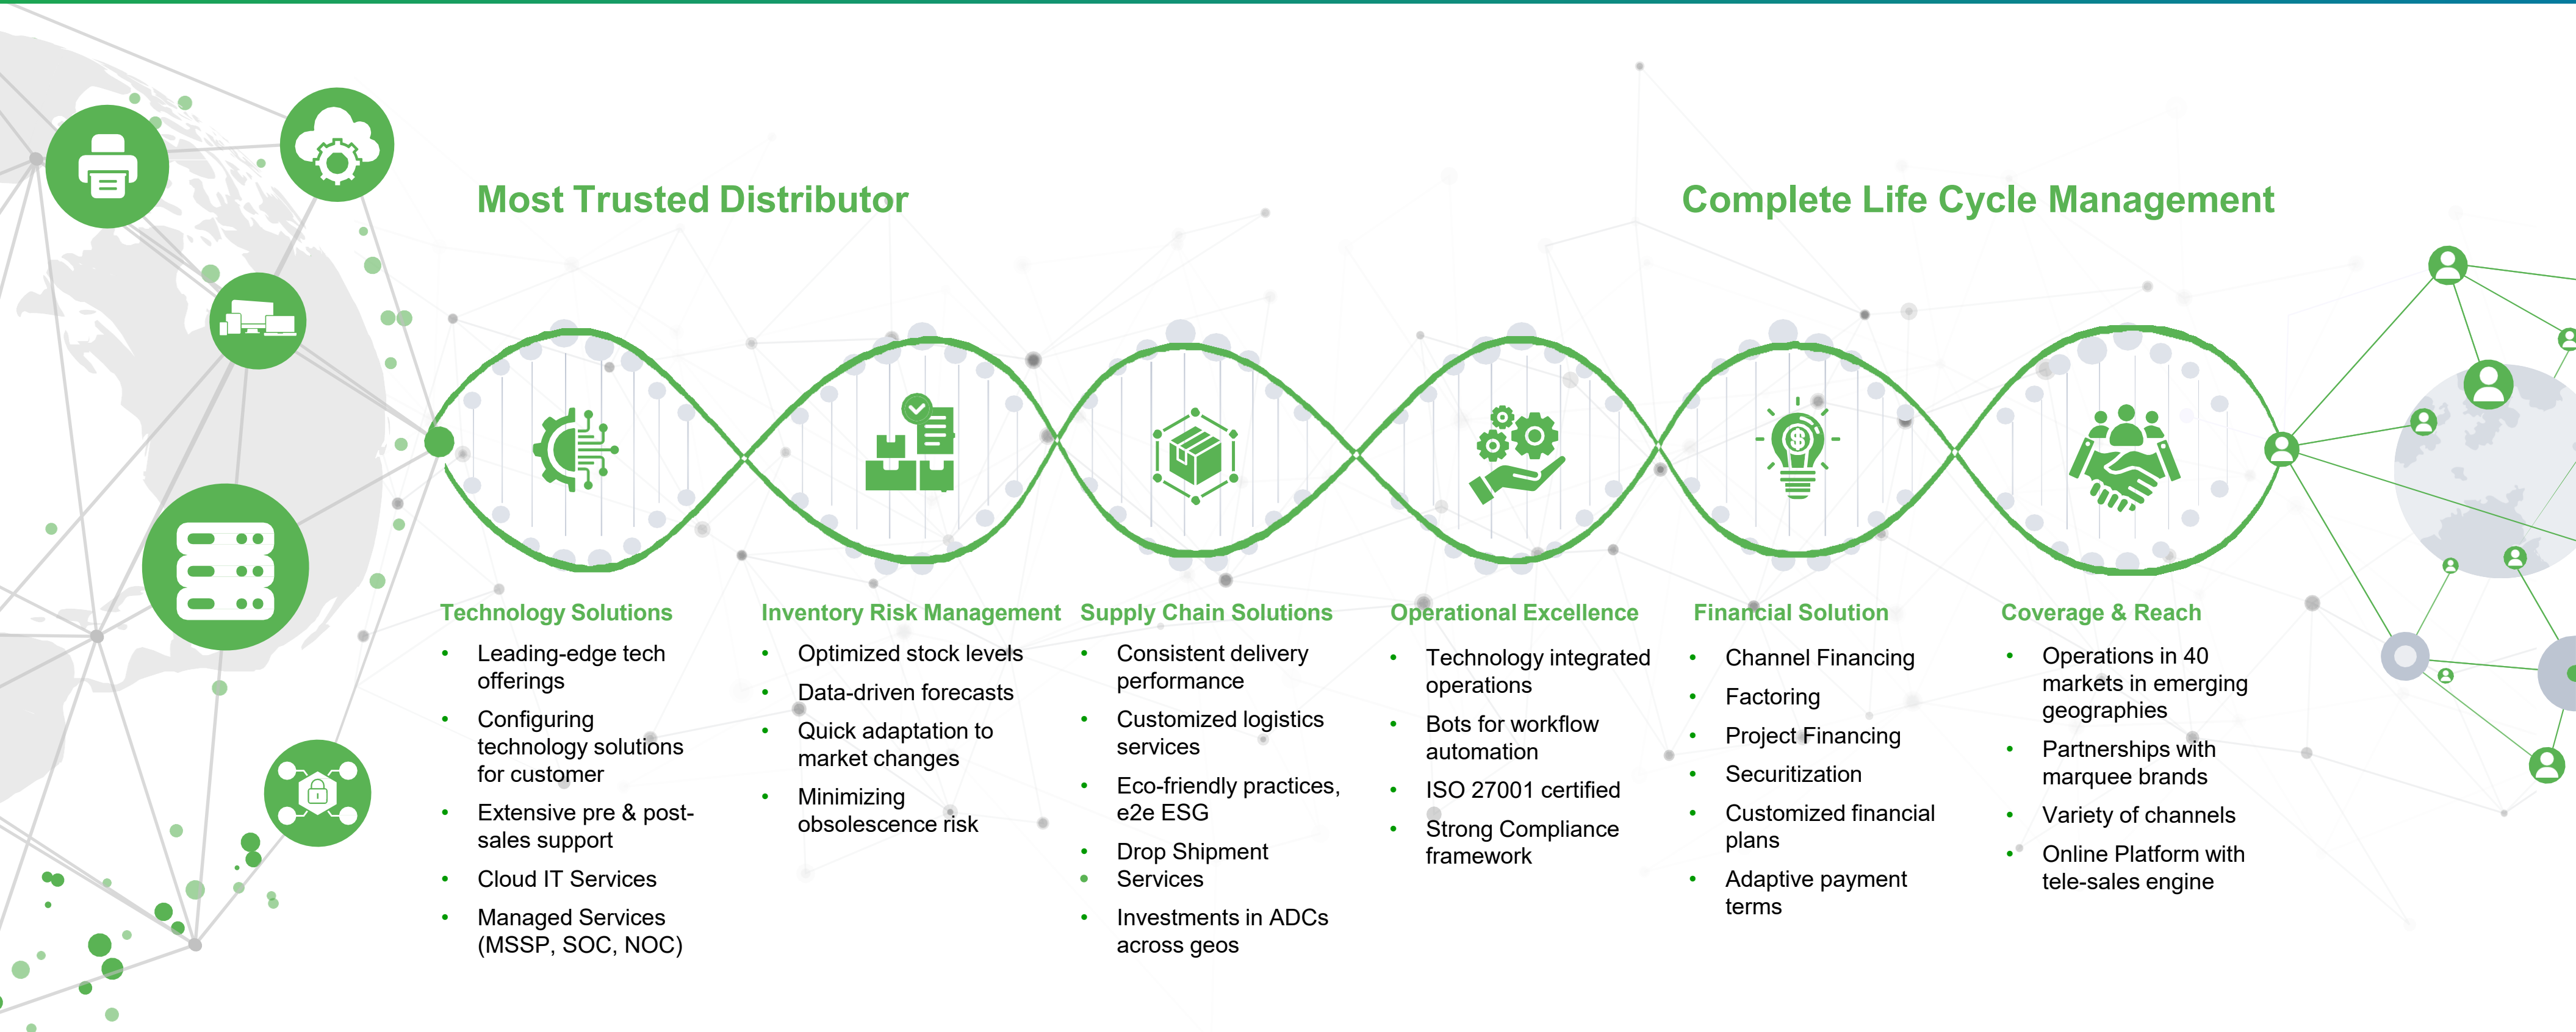 Most Trusted Distributor
Complete Life Cycle Management
Technology Solutions
• Leading-edge tech
offerings
• Configuring
technology solutions
for customer
• Extensive pre & post-
sales support
• Cloud IT Services
• Managed Services
(MSSP, SOC, NOC)
Inventory Risk Management
• Optimized stock levels
• Data-driven forecasts
• Quick adaptation to
market changes
• Minimizing
obsolescence risk
Supply Chain Solutions
• Consistent delivery
performance
• Customized logistics
services
• Eco-friendly practices,
e2e ESG
• Drop Shipment
• Services
• Investments in ADCs
across geos
Operational Excellence
• Technology integrated
operations
• Bots for workflow
automation
• ISO 27001 certified
• Strong Compliance
framework
Financial Solution
• Channel Financing
• Factoring
• Project Financing
• Securitization
• Customized financial
plans
• Adaptive payment
terms
Coverage & Reach
• Operations in 40
markets in emerging
geographies
• Partnerships with
marquee brands
• Variety of channels
• Online Platform with
tele-sales engine